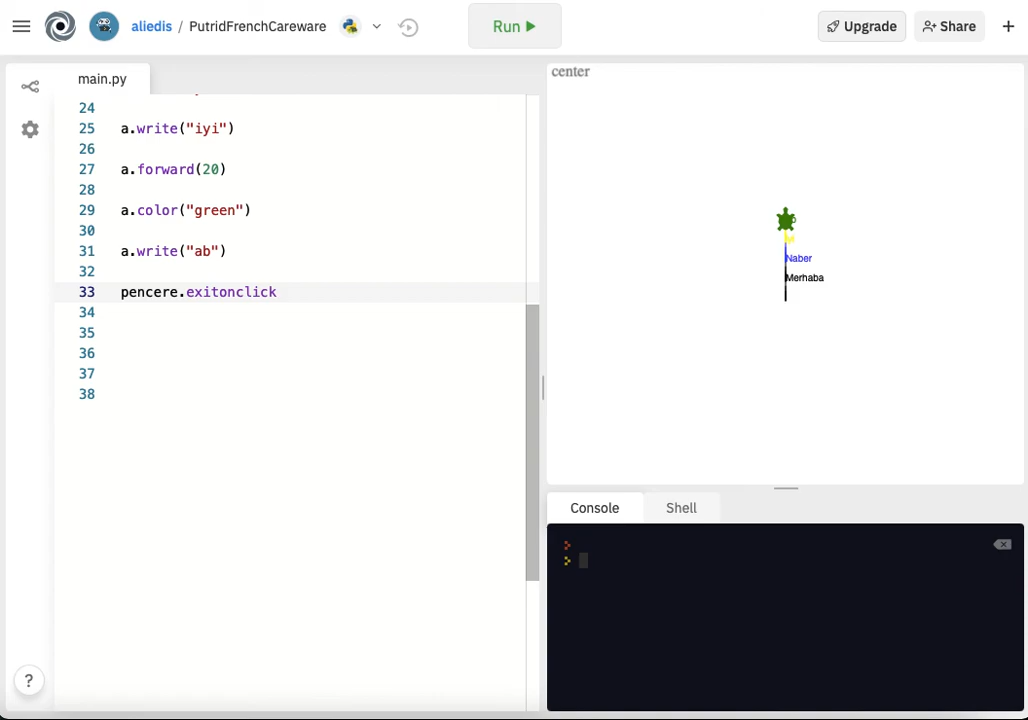 aliedis / PutridFrenchCareware
Run
Upgrade
Share
main.py
24
25 a.write("iyi")
26
27 a.forward(20)
28
29 a.color("green")
30
31 a.write("ab")
32
33 pencere.exitonclick
34
35
36
37
38
?
center
Naber
Merhaba
Console
Shell
>
>